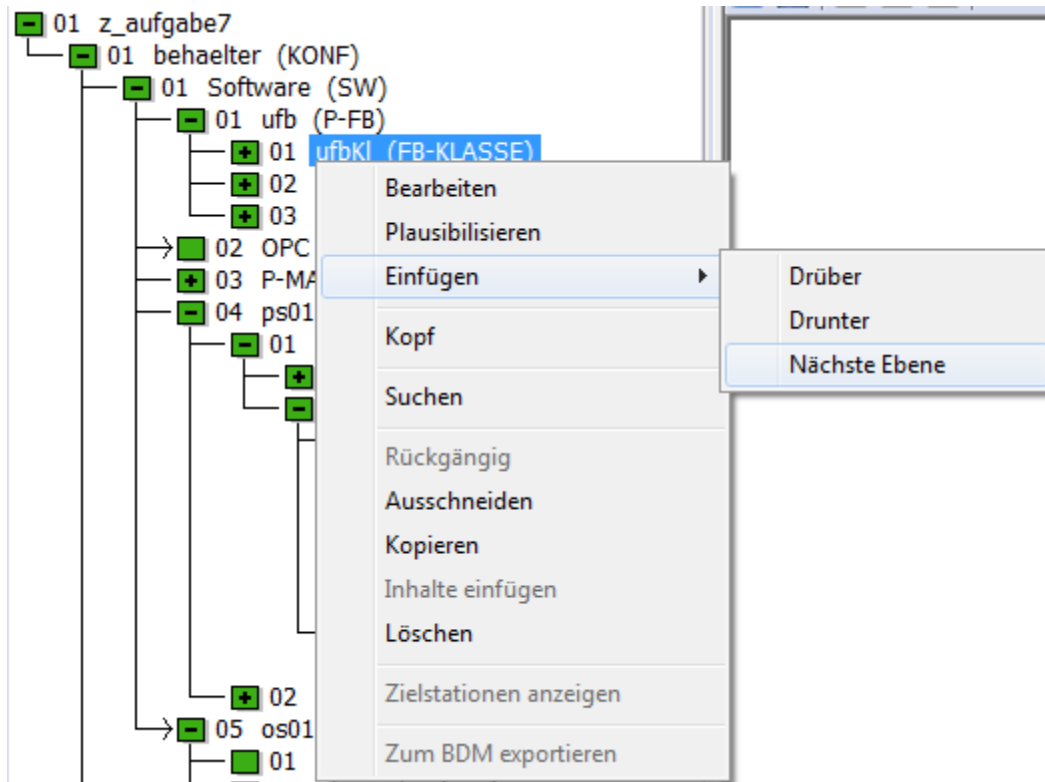 01 z_aufgabe7
01 behaelter (KONF)
01 Software (SW)
01 ufb (P-FB)
01 ufbKl (FB-KLASSE)
02
03
02 OPC
03 P-MA
04 ps01
01
02
05 os01
01
Bearbeiten
Plausibilisieren
Einfügen
Kopf
Suchen
Rückgängig
Ausschneiden
Kopieren
Inhalte einfügen
Löschen
Zielstationen anzeigen
Zum BDM exportieren
Drüber
Drunter
Nächste Ebene